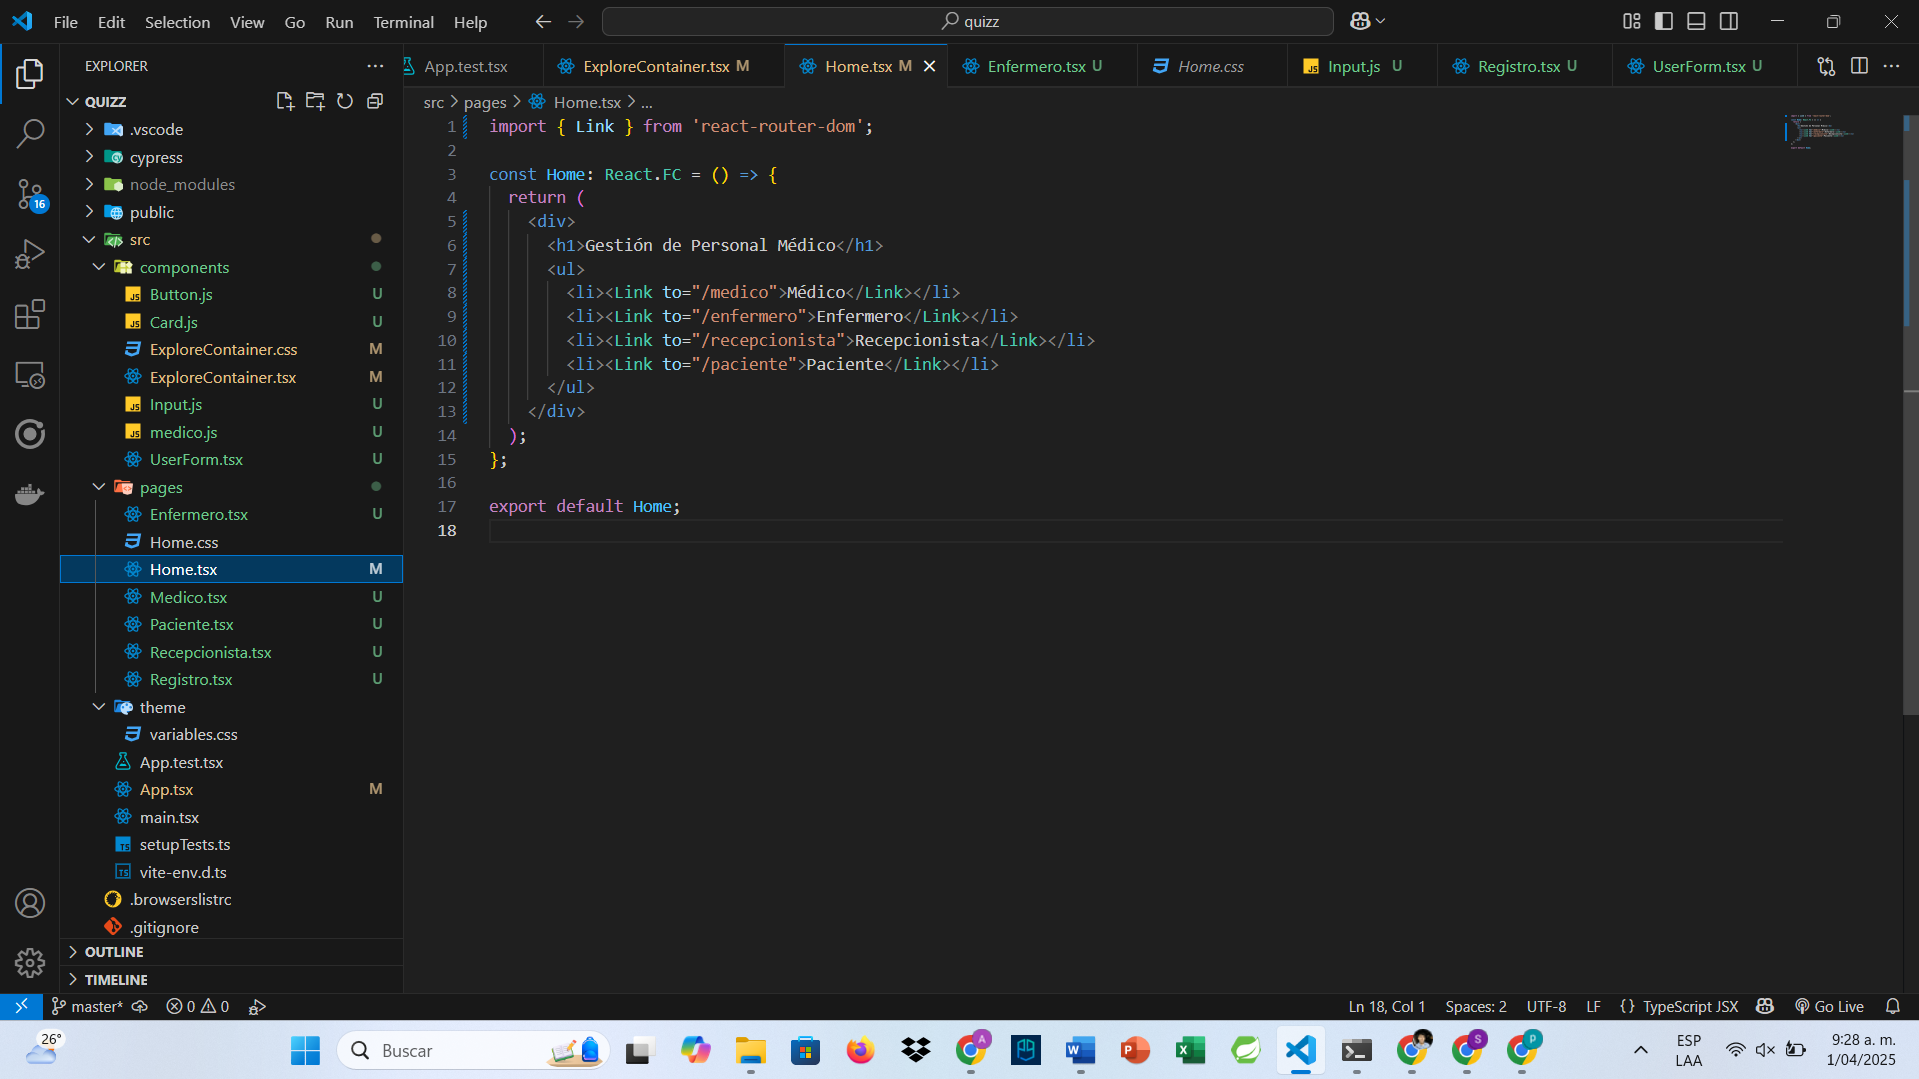 File Edit Selection View Go Run Terminal Help
quizz
EXPLORER
QUIZZ
.vscode
cypress
node_modules
public
src
components
Button.js U
Card.js U
ExploreContainer.css M
ExploreContainer.tsx M
Input.js U
medico.js U
UserForm.tsx U
pages
Enfermero.tsx U
Home.css
Home.tsx M
Medico.tsx U
Paciente.tsx U
Recepcionista.tsx U
Registro.tsx U
theme
variables.css
App.test.tsx
App.tsx M
main.tsx
setupTests.ts
vite-env.d.ts
.browserslistrc
.gitignore
OUTLINE
TIMELINE
16
App.test.tsx ExploreContainer.tsx M Home.tsx M Enfermero.tsx U Home.css Input.js U Registro.tsx U UserForm.tsx U
src > pages > Home.tsx > ...
1 import { Link } from 'react-router-dom';
2
3 const Home: React.FC = () => {
4 return (
5 <div>
6 <h1>Gestión de Personal Médico</h1>
7 <ul>
8 <li><Link to="/medico">Médico</Link></li>
9 <li><Link to="/enfermero">Enfermero</Link></li>
10 <li><Link to="/recepcionista">Recepcionista</Link></li>
11 <li><Link to="/paciente">Paciente</Link></li>
12 </ul>
13 </div>
14 );
15 };
16
17 export default Home;
18
master* 0 0
Ln 18, Col 1 Spaces: 2 UTF-8 LF {} TypeScript JSX Go Live
26°
Buscar
ESP
LAA
9:28 a. m.
1/04/2025